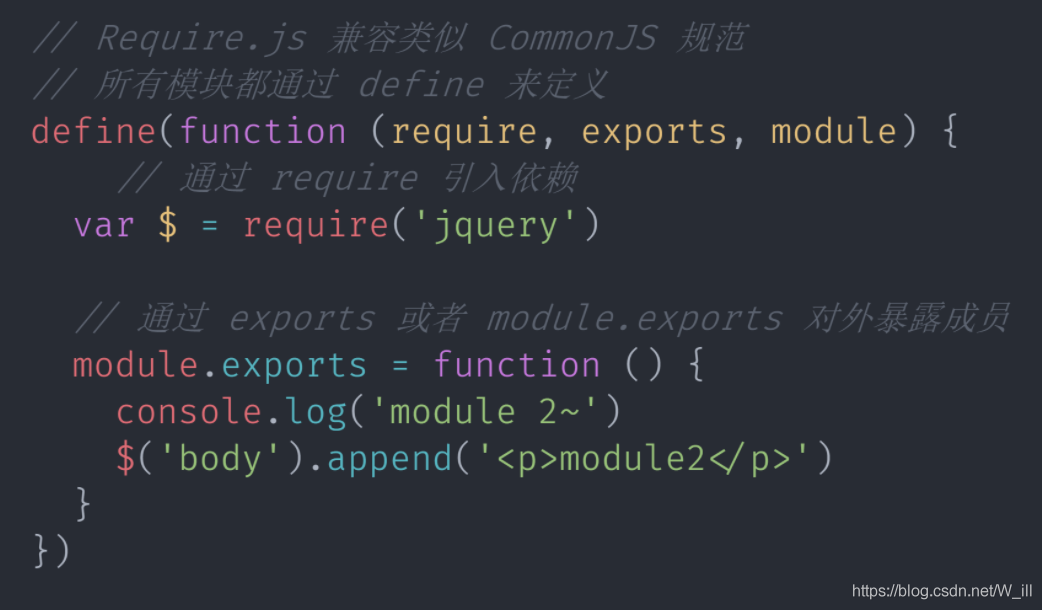 // Require.js 兼容类似 CommonJS 规范
// 所有模块都通过 define 来定义
define(function (require, exports, module) {
    // 通过 require 引入依赖
  var $ = require('jquery')

  // 通过 exports 或者 module.exports 对外暴露成员
  module.exports = function () {
    console.log('module 2~')
    $('body').append('<p>module2</p>')
  }
})
https://blog.csdn.net/W_ill